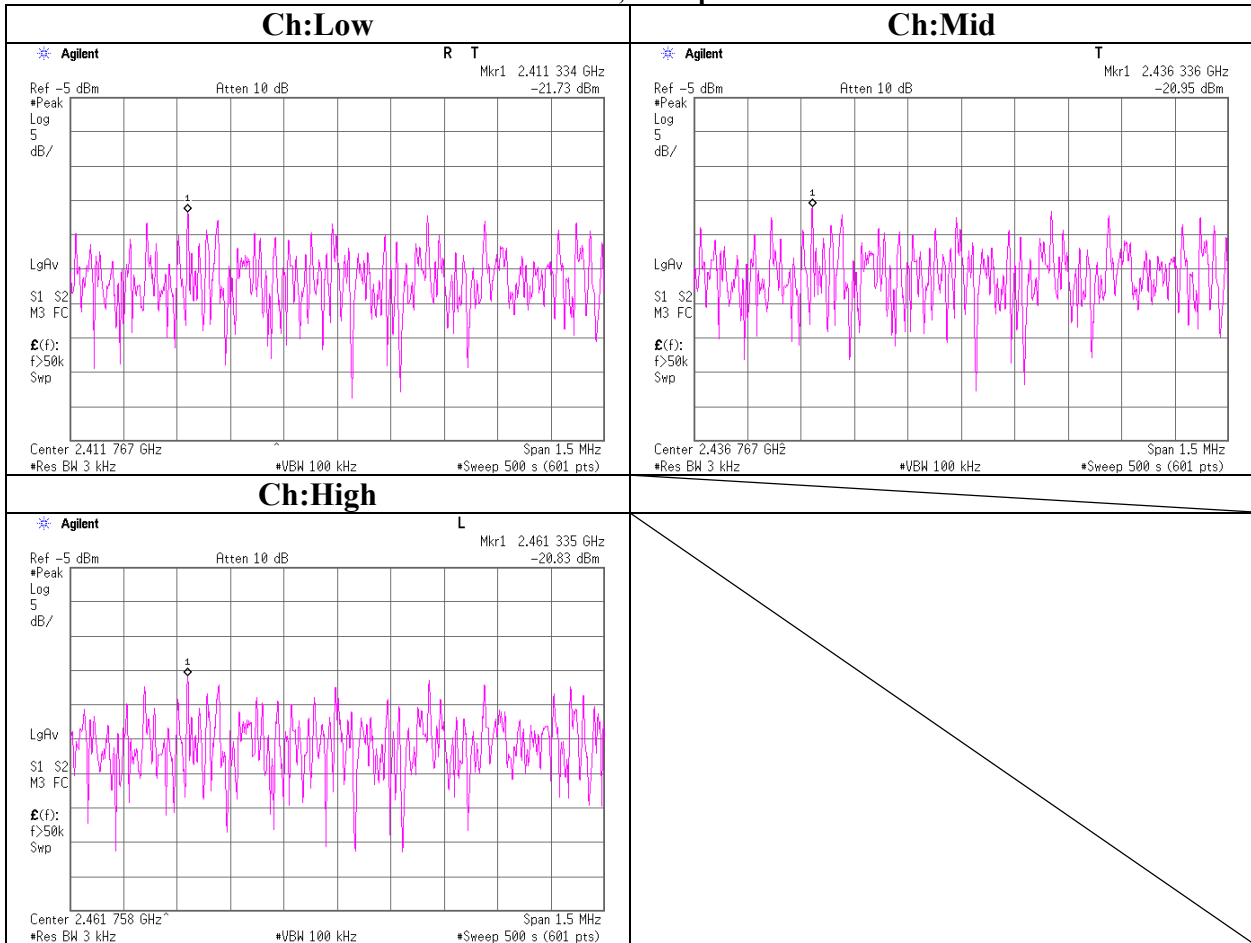 Ch:Low
Ch:Mid
Agilent
R T
Mkr1 2.411 334 GHz
Ref -5 dBm
Atten 10 dB
-21.73 dBm
#Peak
Log
5
dB/
1
LgAv
S1 S2
M3 FC
£(f):
f>50k
Swp
Center 2.411 767 GHz
^
Span 1.5 MHz
#Res BW 3 kHz
#VBW 100 kHz
#Sweep 500 s (601 pts)
Agilent
T
Mkr1 2.436 336 GHz
Ref -5 dBm
Atten 10 dB
-20.95 dBm
#Peak
Log
5
dB/
1
LgAv
S1 S2
M3 FC
£(f):
f>50k
Swp
Center 2.436 767 GHz
Span 1.5 MHz
#Res BW 3 kHz
#VBW 100 kHz
#Sweep 500 s (601 pts)
Ch:High
Agilent
L
Mkr1 2.461 335 GHz
Ref -5 dBm
Atten 10 dB
-20.83 dBm
#Peak
Log
5
dB/
1
LgAv
S1 S2
M3 FC
£(f):
f>50k
Swp
Center 2.461 758 GHz
^
Span 1.5 MHz
#Res BW 3 kHz
#VBW 100 kHz
#Sweep 500 s (601 pts)